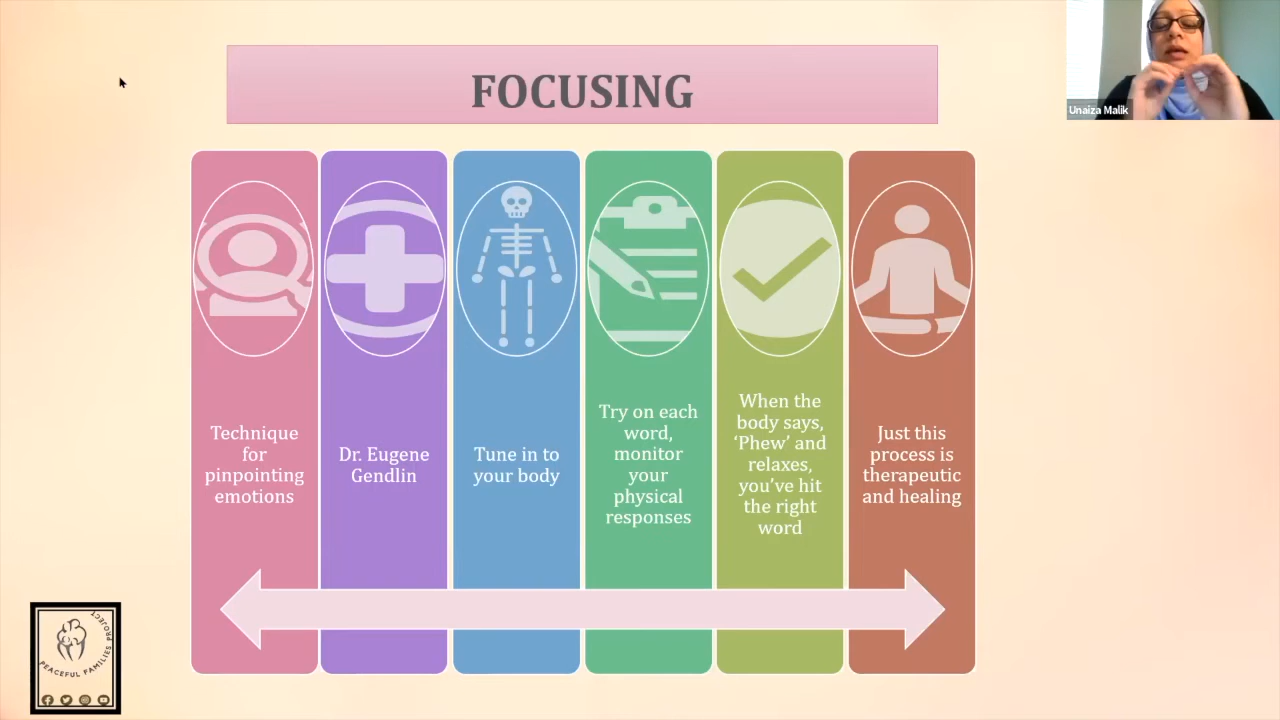 FOCUSING
Unaiza Malik
Technique
for
pinpointing
emotions
Dr. Eugene
Gendlin
Tune in to
your body
Try on each
word,
monitor
your
physical
responses
When the
body says,
‘Phew’ and
relaxes,
you’ve hit
the right
word
Just this
process is
therapeutic
and healing
PEACEFUL FAMILIES PROJECT